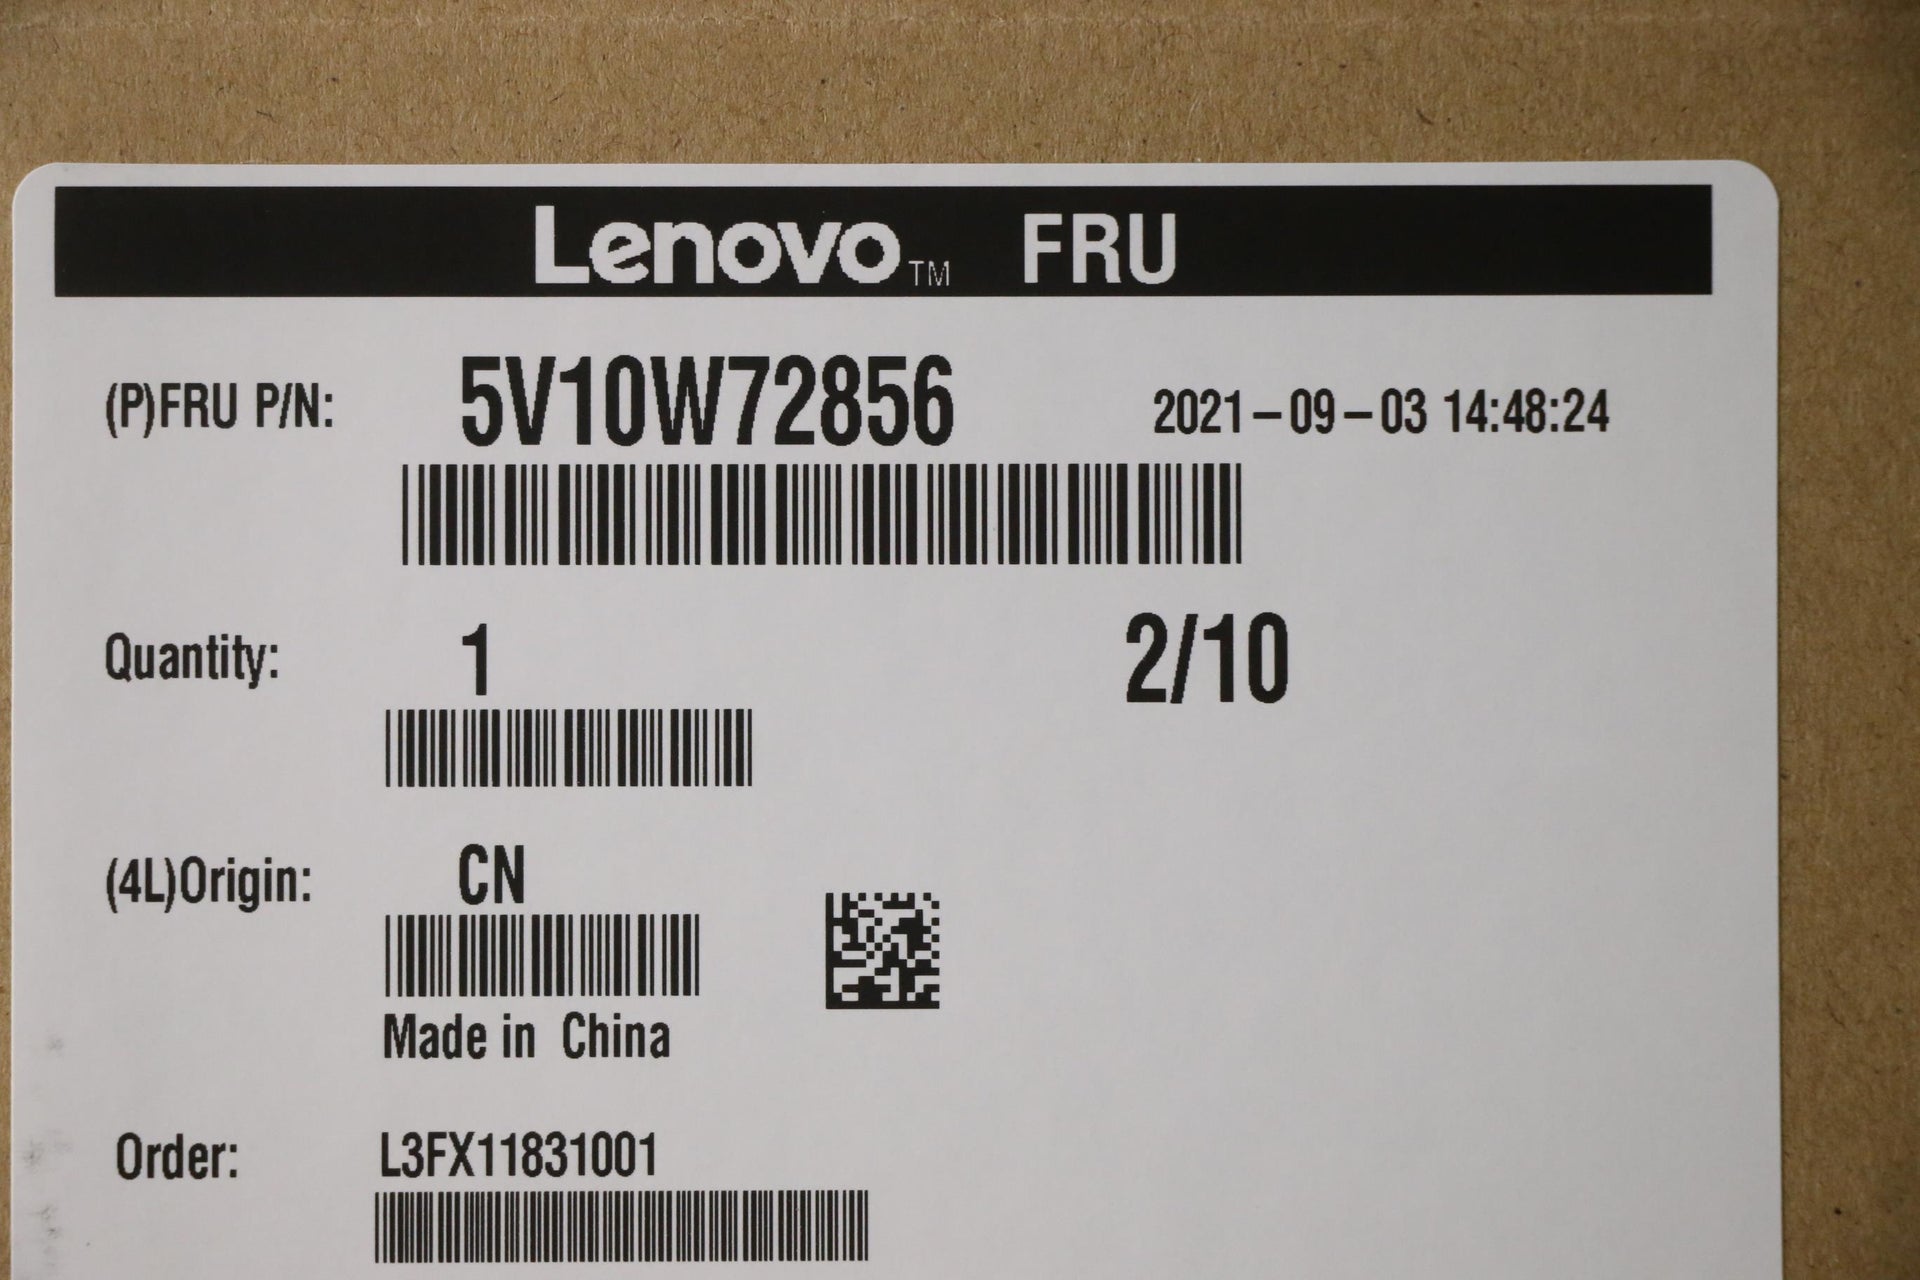 Lenovo™ FRU
(P)FRU P/N: 5V10W72856 2021-09-03 14:48:24
Quantity: 1 2/10
(4L)Origin: CN
Made in China
Order: L3FX11831001